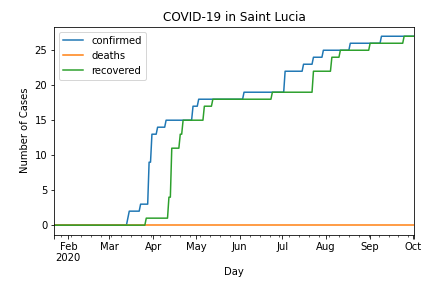 COVID-19 in Saint Lucia
confirmed
deaths
recovered
Number of Cases
25
20
15
10
5
0
Feb Mar Apr May Jun Jul Aug Sep Oct
2020
Day